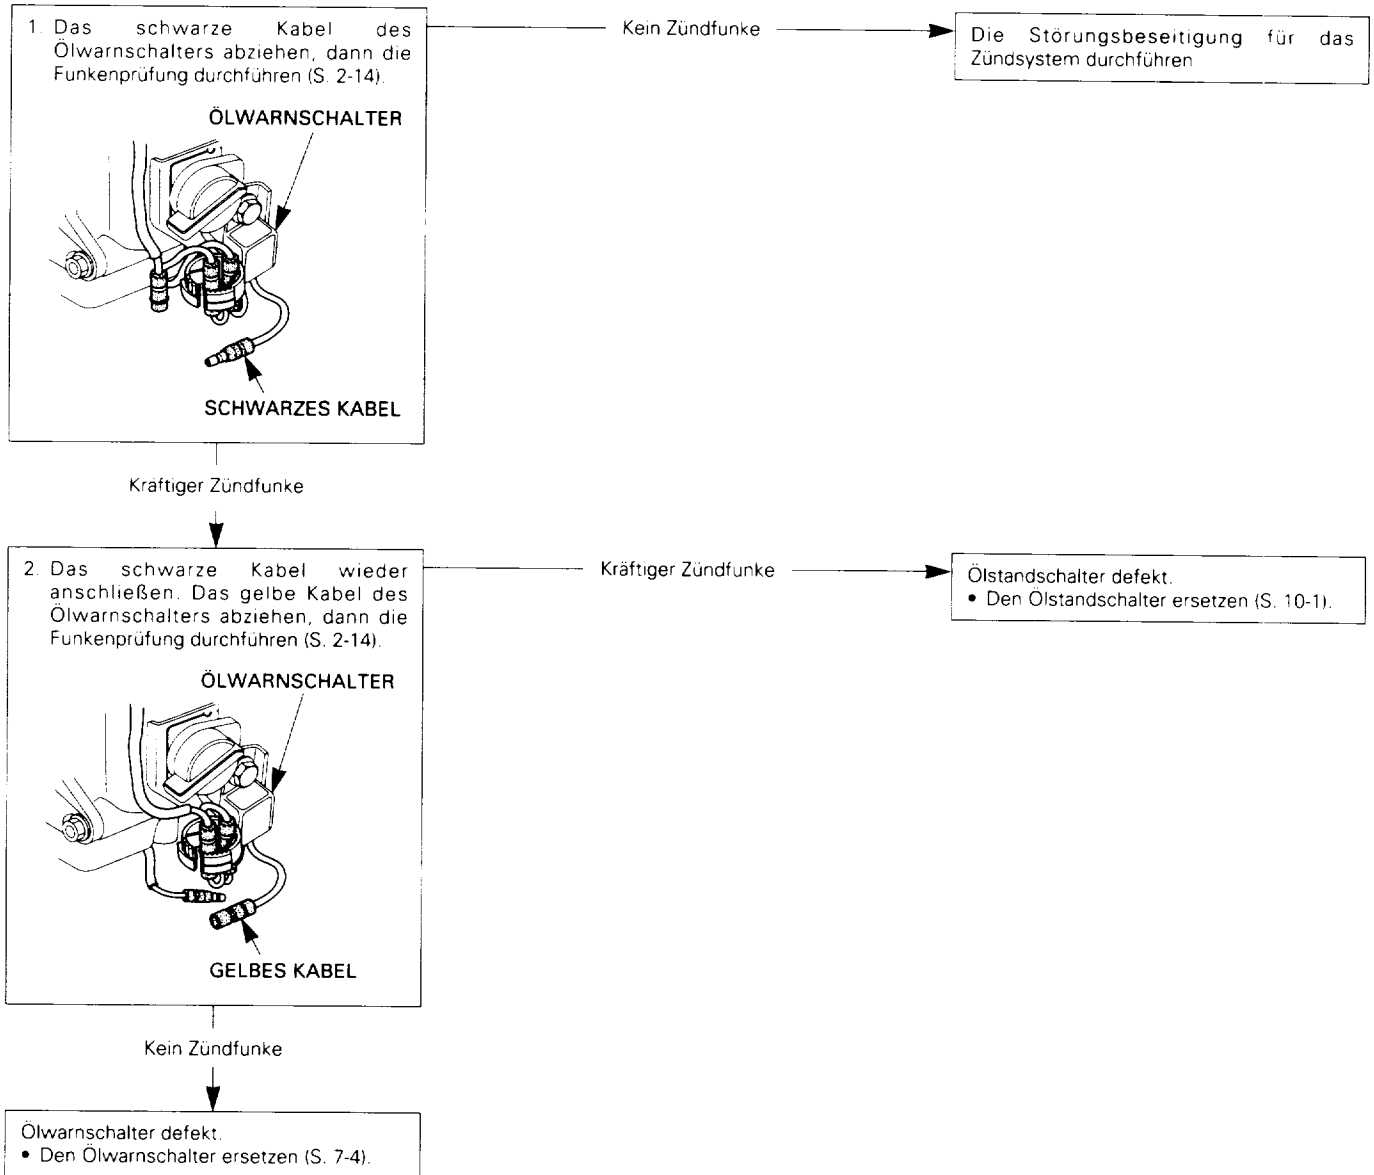 1. Das schwarze Kabel des
Ölwarnschalters abziehen, dann die
Funkenprüfung durchführen (S. 2-14).
ÖLWARNSCHALTER
SCHWARZES KABEL
Kein Zündfunke
Die Störungsbeseitigung für das
Zündsystem durchführen
Kräftiger Zündfunke
2. Das schwarze Kabel wieder
anschließen. Das gelbe Kabel des
Ölwarnschalters abziehen, dann die
Funkenprüfung durchführen (S. 2-14).
ÖLWARNSCHALTER
GELBES KABEL
Kräftiger Zündfunke
Ölstandschalter defekt.
• Den Ölstandschalter ersetzen (S. 10-1).
Kein Zündfunke
Ölwarnschalter defekt.
• Den Ölwarnschalter ersetzen (S. 7-4).